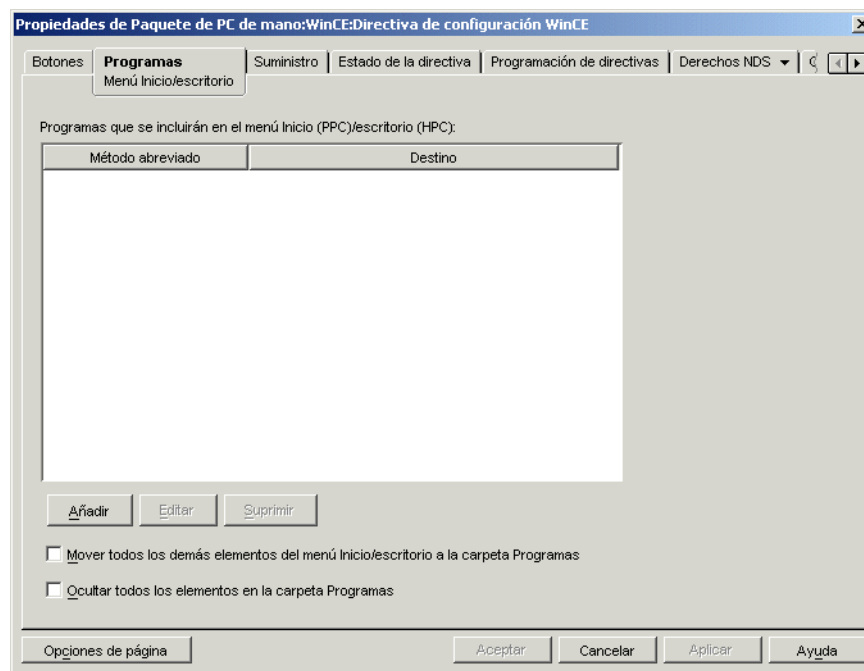 Propiedades de Paquete de PC de mano:WinCE:Directiva de configuración WinCE
Botones Programas Suministro Estado de la directiva Programación de directivas Derechos NDS
Menú Inicio/escritorio
Programas que se incluirán en el menú Inicio (PPC)/escritorio (HPC):
Método abreviado Destino
Añadir Editar Suprimir
Mover todos los demás elementos del menú Inicio/escritorio a la carpeta Programas
Ocultar todos los elementos en la carpeta Programas
Opciones de página Aceptar Cancelar Aplicar Ayuda